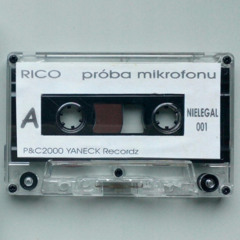 RICO próba mikrofonu
A
NIELEGAL
001
P&C2000 YANECK Recordz